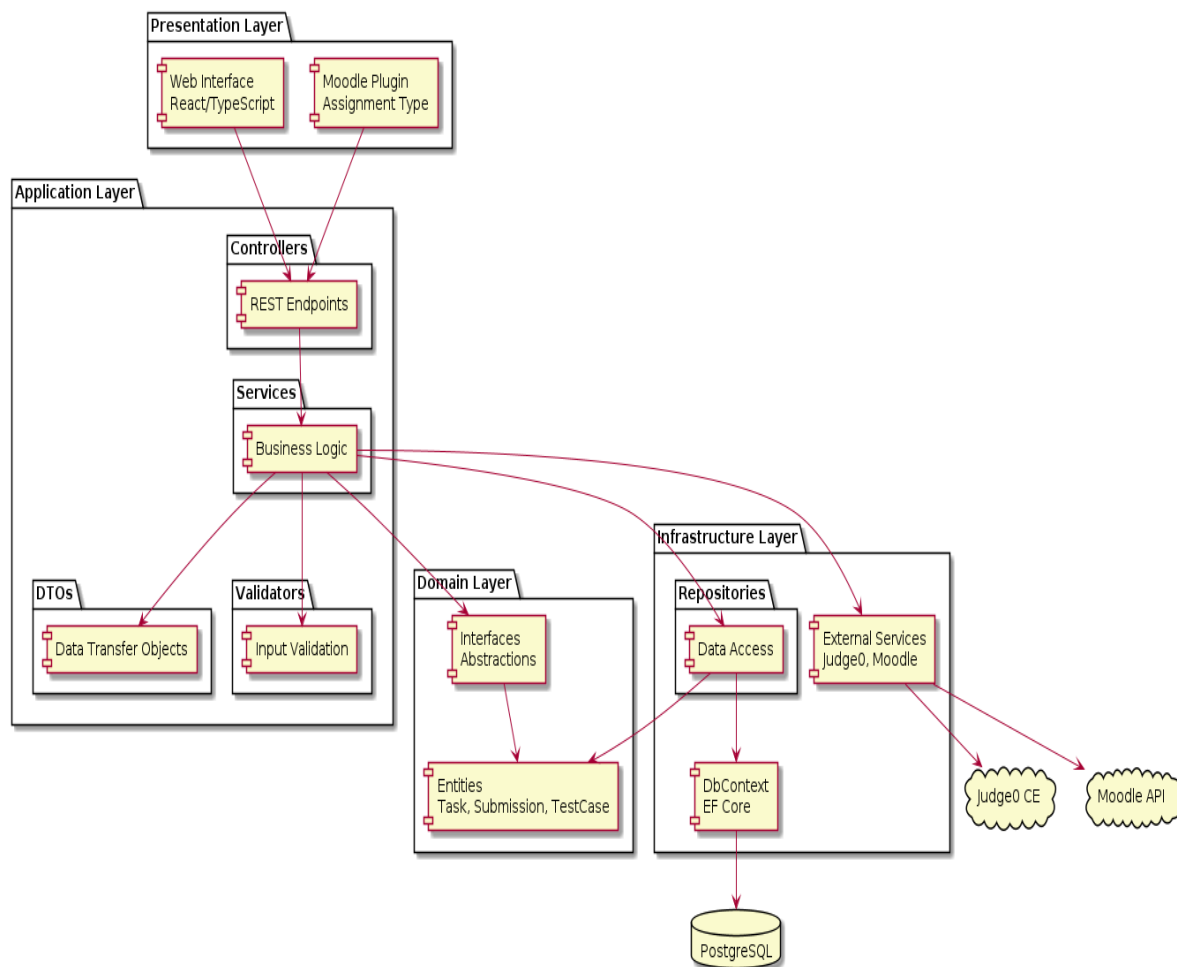 Presentation Layer
Web Interface
React/TypeScript
Moodle Plugin
Assignment Type
Application Layer
Controllers
REST Endpoints
Services
Business Logic
DTOs
Data Transfer Objects
Validators
Input Validation
Domain Layer
Interfaces
Abstractions
Entities
Task, Submission, TestCase
Infrastructure Layer
Repositories
Data Access
External Services
Judge0, Moodle
DbContext
EF Core
Judge0 CE
Moodle API
PostgreSQL